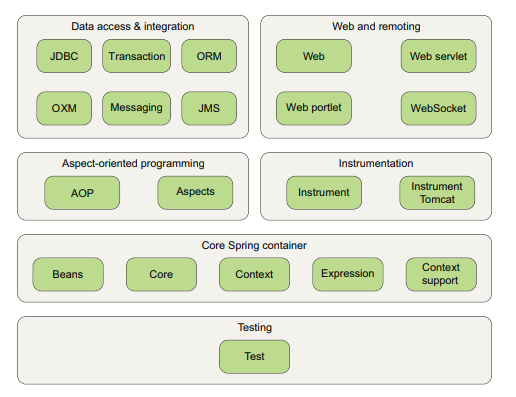 Data access & integration
JDBC
Transaction
ORM
OXM
Messaging
JMS
Web and remoting
Web
Web servlet
Web portlet
WebSocket
Aspect-oriented programming
AOP
Aspects
Instrumentation
Instrument
Instrument
Tomcat
Core Spring container
Beans
Core
Context
Expression
Context
support
Testing
Test